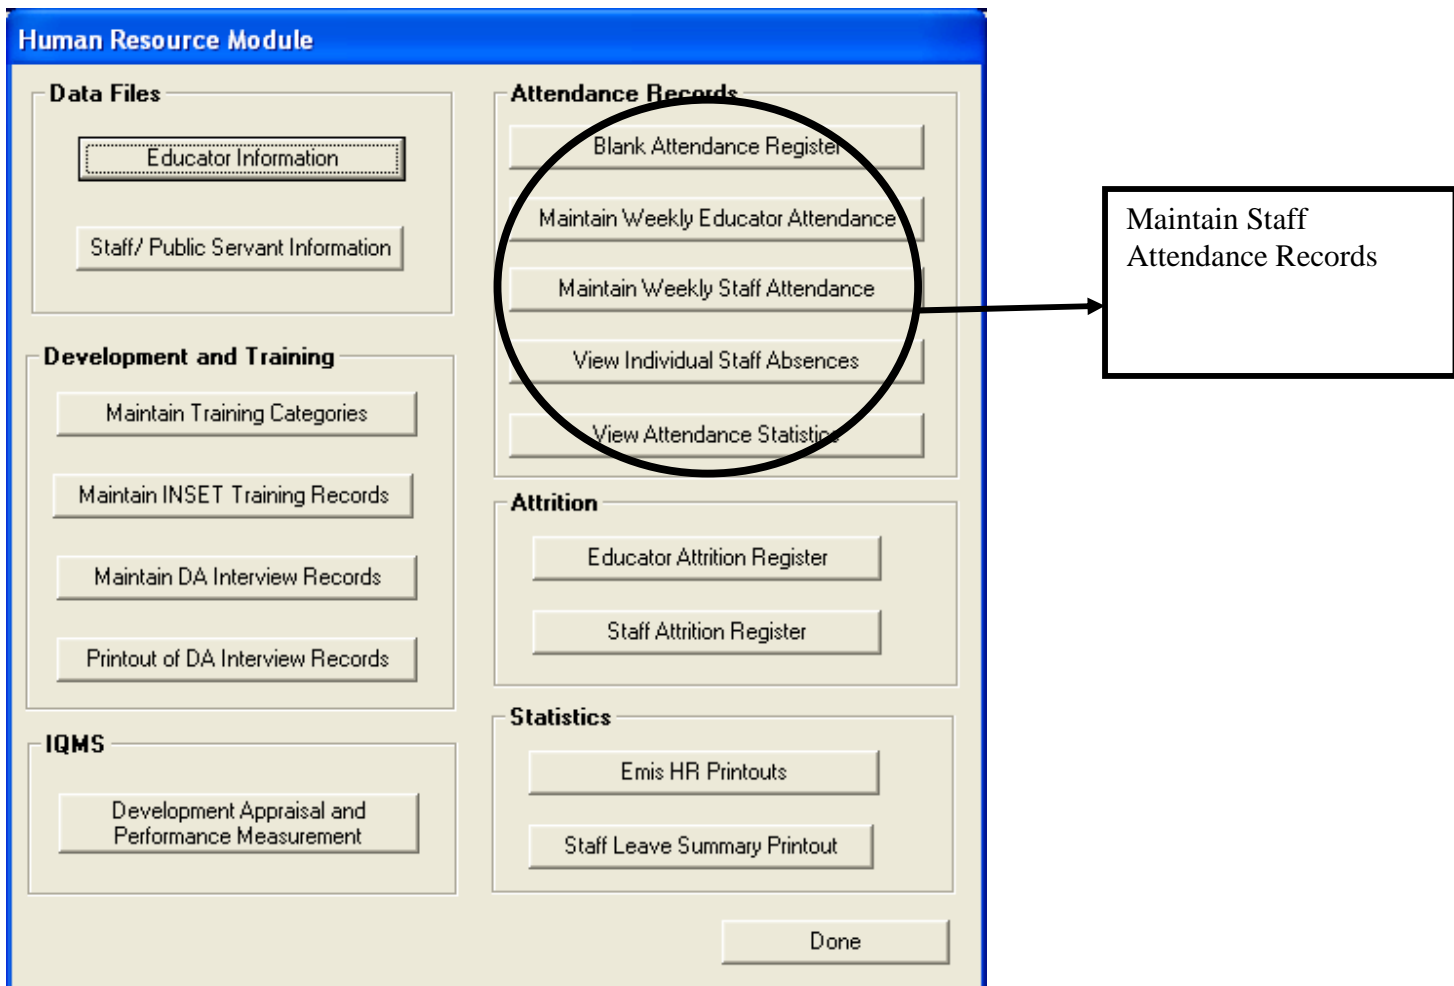 Human Resource Module
Data Files
Educator Information
Staff/ Public Servant Information
Development and Training
Maintain Training Categories
Maintain INSET Training Records
Maintain DA Interview Records
Printout of DA Interview Records
IQMS
Development Appraisal and
Performance Measurement
Attendance Records
Blank Attendance Register
Maintain Weekly Educator Attendance
Maintain Weekly Staff Attendance
View Individual Staff Absences
View Attendance Statistics
Attrition
Educator Attrition Register
Staff Attrition Register
Statistics
Emis HR Printouts
Staff Leave Summary Printout
Done
Maintain Staff
Attendance Records